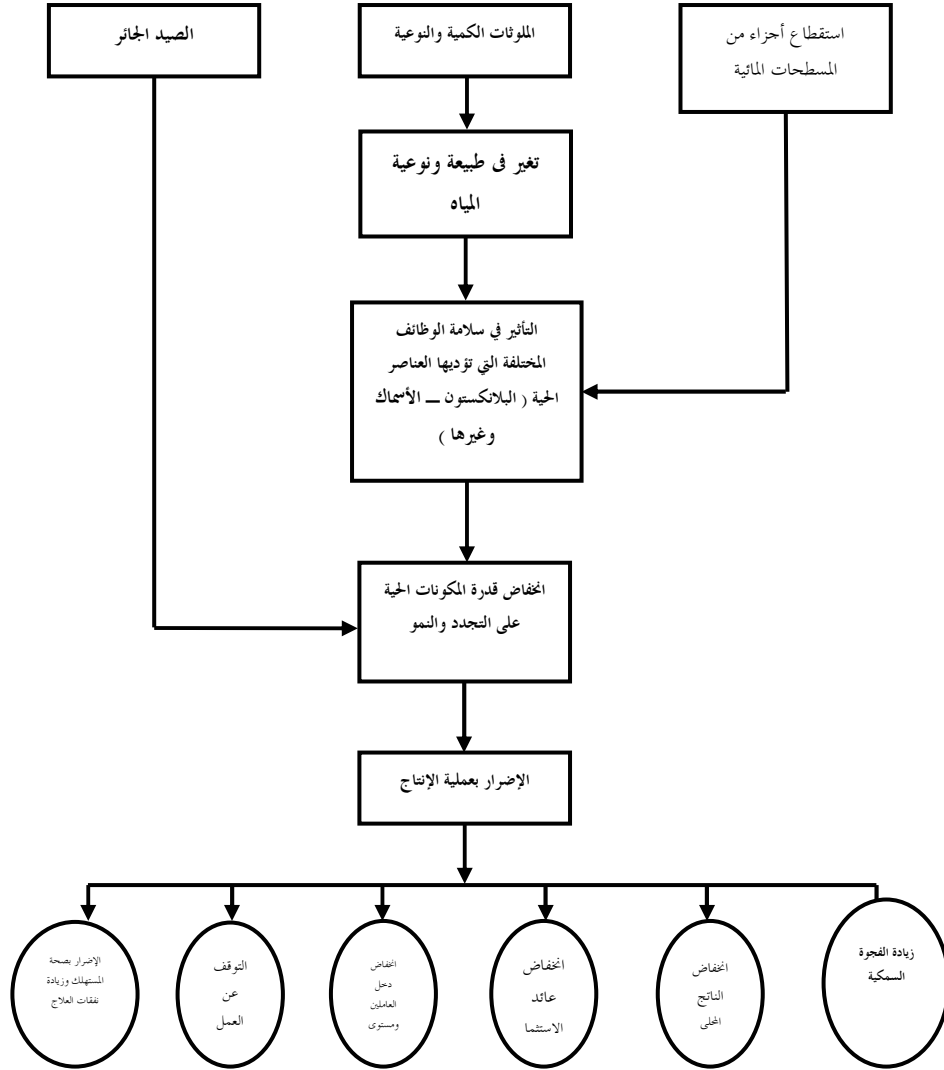 استقطاع أجزاء من
المسطحات المائية
الملوثات الكمية والنوعية
الصيد الجائر
تغير فى طبيعة ونوعية
المياه
التأثير في سلامة الوظائف
المختلفة التي تؤديها العناصر
الحية ( البلانكستون ــ الأسماك
وغيرها )
انخفاض قدرة المكونات الحية
على التجدد والنمو
الإضرار بعملية الإنتاج
زيادة الفجوة
السمكية
انخفاض
الناتج
المحلى
انخفاض
عائد
الاستثما
انخفاض
دخل
العاملين
ومستوى
التوقف
عن
العمل
الإضرار بصحة
المستهلك وزيادة
نفقات العلاج